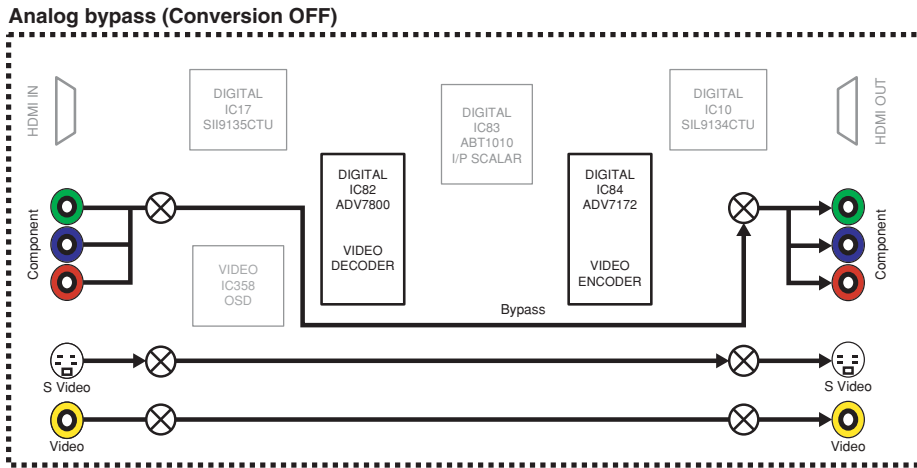 Analog bypass (Conversion OFF)
HDMI IN
DIGITAL
IC17
SII9135CTU
DIGITAL
IC83
ABT1010
I/P SCALAR
DIGITAL
IC10
SIL9134CTU
HDMI OUT
DIGITAL
IC82
ADV7800
VIDEO
DECODER
DIGITAL
IC84
ADV7172
VIDEO
ENCODER
Component
VIDEO
IC358
OSD
Bypass
Component
S Video
S Video
Video
Video